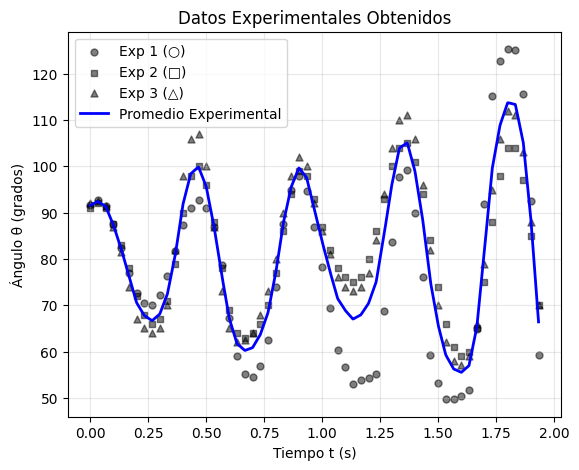 Datos Experimentales Obtenidos
Exp 1 (○)
Exp 2 (□)
Exp 3 (△)
Promedio Experimental
Ángulo θ (grados)
120
110
100
90
80
70
60
50
0.00 0.25 0.50 0.75 1.00 1.25 1.50 1.75 2.00
Tiempo t (s)